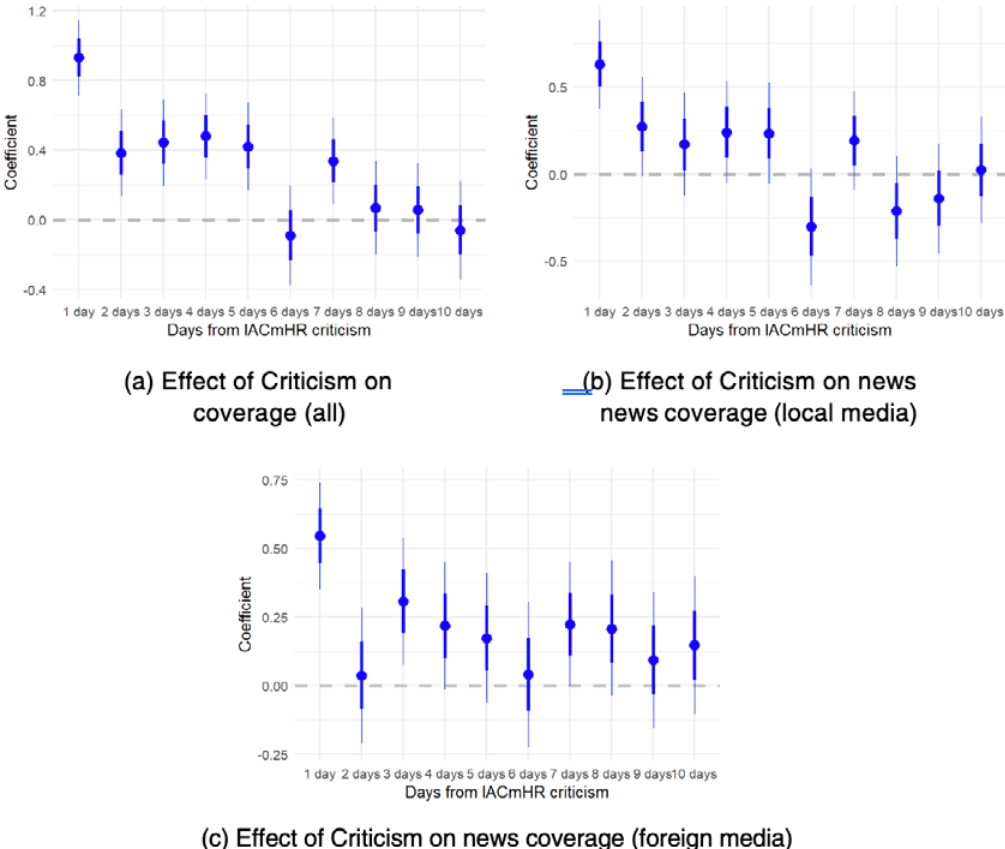 1.2
0.8
0.4
0.0
-0.4
Coefficient
1 day 2 days 3 days 4 days 5 days 6 days 7 days 8 days 9 days10 days
Days from IACmHR criticism
(a) Effect of Criticism on
coverage (all)
0.5
0.0
-0.5
Coefficient
1 day 2 days 3 days 4 days 5 days 6 days 7 days 8 days 9 days10 days
Days from IACmHR criticism
(b) Effect of Criticism on news
news coverage (local media)
0.75
0.50
0.25
0.00
-0.25
Coefficient
1 day 2 days 3 days 4 days 5 days 6 days 7 days 8 days 9 days10 days
Days from IACmHR criticism
(c) Effect of Criticism on news coverage (foreign media)